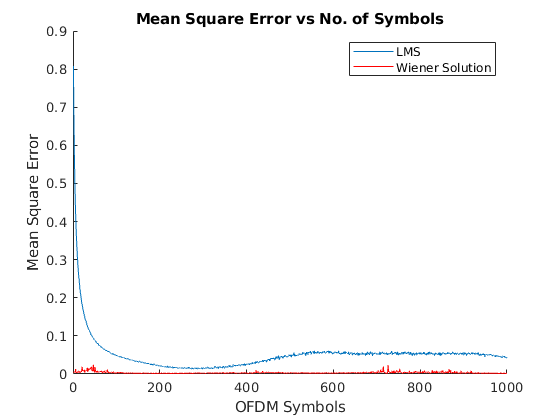 Mean Square Error vs No. of Symbols
LMS
Wiener Solution
Mean Square Error
0.9
0.8
0.7
0.6
0.5
0.4
0.3
0.2
0.1
0
0 200 400 600 800 1000
OFDM Symbols